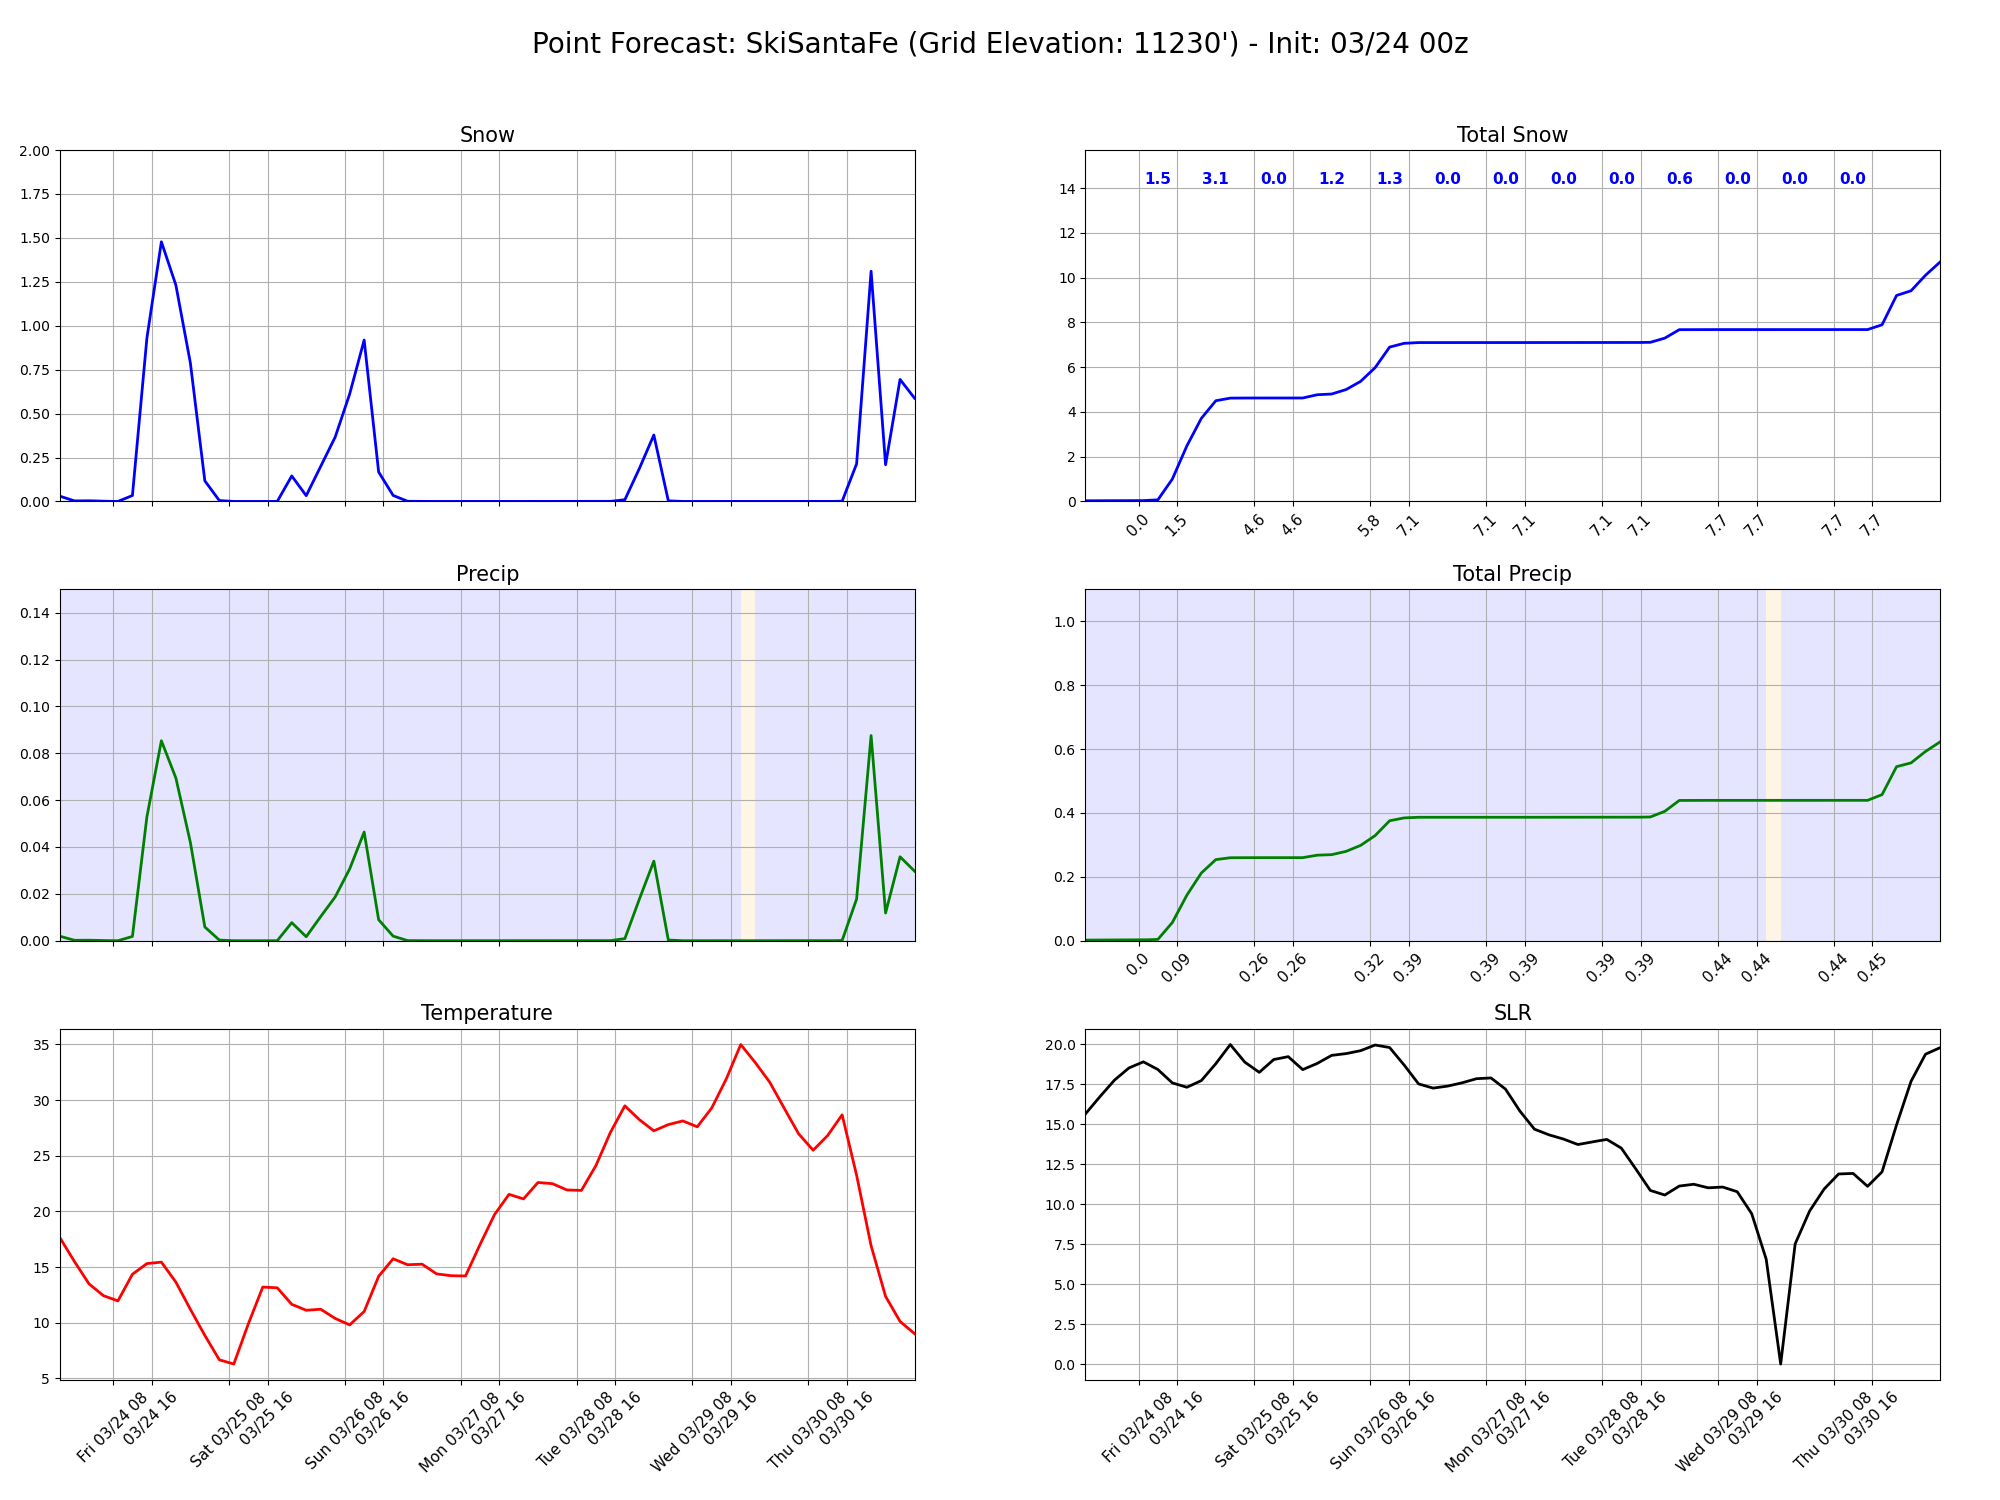 Point Forecast: SkiSantaFe (Grid Elevation: 11230') - Init: 03/24 00z
Snow
2.00
1.75
1.50
1.25
1.00
0.75
0.50
0.25
0.00
Total Snow
1.5 3.1 0.0 1.2 1.3 0.0 0.0 0.0 0.0 0.6 0.0 0.0 0.0
14
12
10
8
6
4
2
0
0.0 1.5 4.6 4.6 5.8 7.1 7.1 7.1 7.1 7.1 7.7 7.7 7.7 7.7
Precip
0.14
0.12
0.10
0.08
0.06
0.04
0.02
0.00
Total Precip
1.0
0.8
0.6
0.4
0.2
0.0
0.0 0.09 0.26 0.26 0.32 0.39 0.39 0.39 0.39 0.39 0.44 0.44 0.44 0.45
Temperature
35
30
25
20
15
10
5
Fri 03/24 08
03/24 16
Sat 03/25 08
03/25 16
Sun 03/26 08
03/26 16
Mon 03/27 08
03/27 16
Tue 03/28 08
03/28 16
Wed 03/29 08
03/29 16
Thu 03/30 08
03/30 16
SLR
20.0
17.5
15.0
12.5
10.0
7.5
5.0
2.5
0.0
Fri 03/24 08
03/24 16
Sat 03/25 08
03/25 16
Sun 03/26 08
03/26 16
Mon 03/27 08
03/27 16
Tue 03/28 08
03/28 16
Wed 03/29 08
03/29 16
Thu 03/30 08
03/30 16